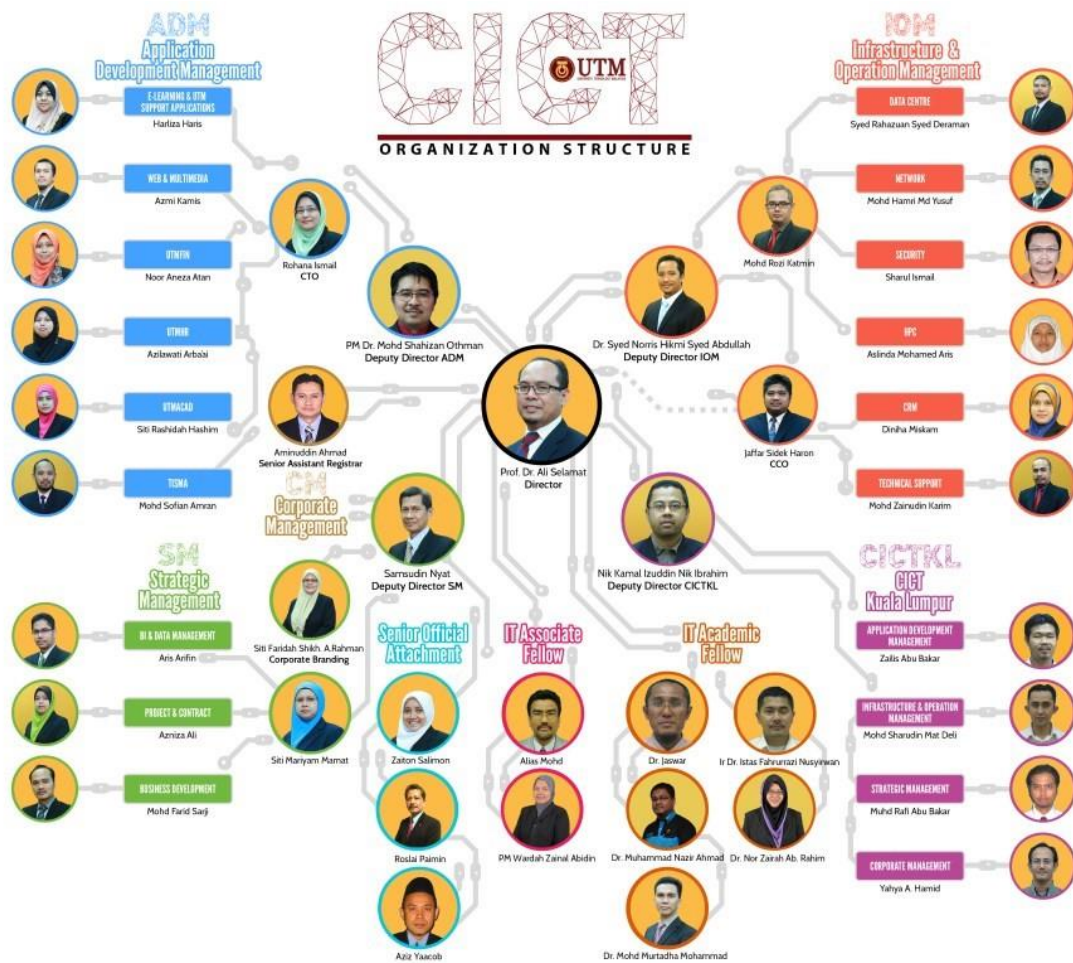 CICT
UTM
UNIVERSITI TEKNOLOGI MALAYSIA
ORGANIZATION STRUCTURE
ADM
Application
Development Management
E-LEARNING & UTM
SUPPORT APPLICATIONS
Harliza Haris
WEB & MULTIMEDIA
Azmi Kamis
UTMFIN
Noor Aneza Atan
UTMHR
Azilawati Arbaai
UTMACAD
Siti Rashidah Hashim
TISMA
Mohd Sofian Amran
Rohana Ismail
CTO
PM Dr. Mohd Shahizan Othman
Deputy Director ADM
Aminuddin Ahmad
Senior Assistant Registrar
Prof. Dr. Ali Selamat
Director
IOM
Infrastructure &
Operation Management
DATA CENTRE
Syed Rahazuan Syed Deraman
NETWORK
Mohd Hamri Md Yusuf
SECURITY
Sharul Ismail
HPC
Aslinda Mohamed Aris
CRM
Diniha Miskam
TECHNICAL SUPPORT
Mohd Zainudin Karim
Mohd Rozi Katmin
Dr. Syed Norris Hikmi Syed Abdullah
Deputy Director IOM
Jaffar Sidek Haron
CCO
CM
Corporate
Management
Samsudin Nyat
Deputy Director SM
Siti Faridah Shikh. A.Rahman
Corporate Branding
SM
Strategic
Management
BI & DATA MANAGEMENT
Aris Arifin
PROJECT & CONTRACT
Azniza Ali
BUSINESS DEVELOPMENT
Mohd Farid Sarji
Siti Mariyam Mamat
Senior Official
Attachment
Zaiton Salimon
Roslai Paimin
Aziz Yaacob
IT Associate
Fellow
Alias Mohd
PM Wardah Zainal Abidin
IT Academic
Fellow
Dr. Jaswar
Ir Dr. Istas Fahrurrazi Nusyirwan
Dr. Muhammad Nazir Ahmad
Dr. Nor Zairah Ab. Rahim
Dr. Mohd Murtadha Mohammad
Nik Kamal Izuddin Nik Ibrahim
Deputy Director CICTKL
CICTKL
CICT
Kuala Lumpur
APPLICATION DEVELOPMENT
MANAGEMENT
Zailis Abu Bakar
INFRASTRUCTURE & OPERATION
MANAGEMENT
Mohd Sharudin Mat Deli
STRATEGIC MANAGEMENT
Muhd Rafi Abu Bakar
CORPORATE MANAGEMENT
Yahya A. Hamid